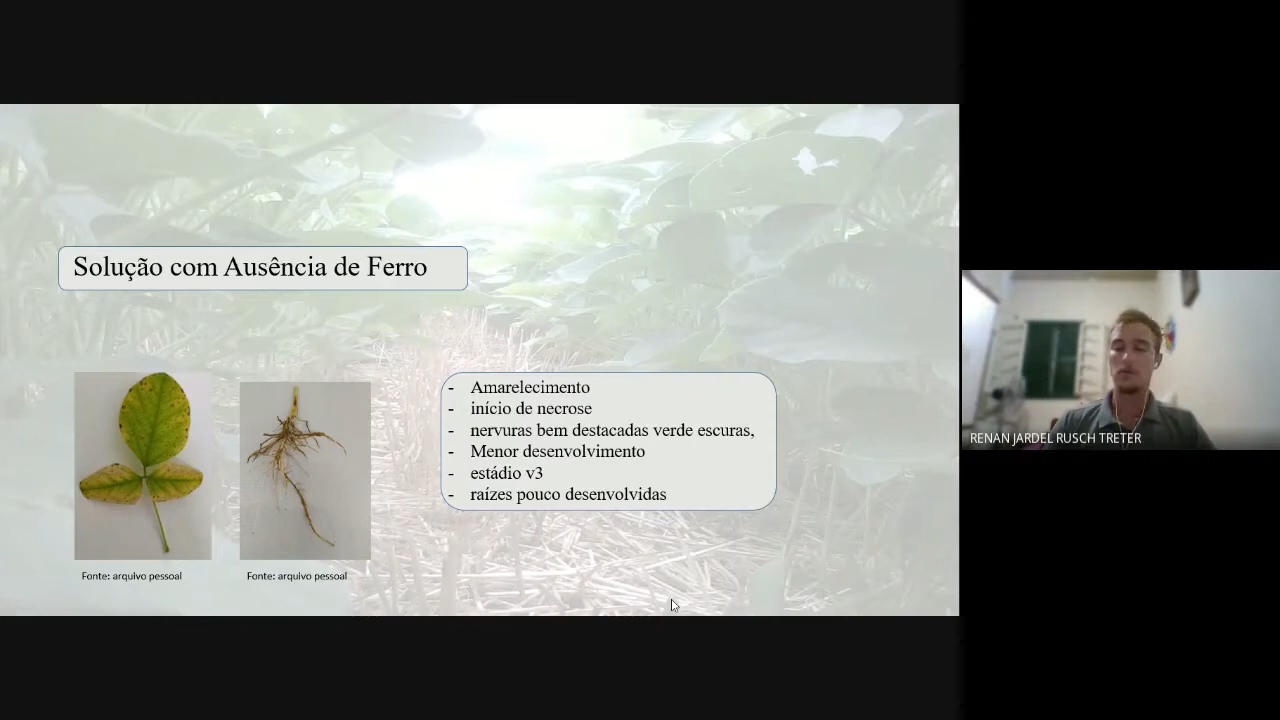 Solução com Ausência de Ferro
- Amarelecimento
- início de necrose
- nervuras bem destacadas verde escuras,
- Menor desenvolvimento
- estádio v3
- raízes pouco desenvolvidas
Fonte: arquivo pessoal
Fonte: arquivo pessoal
RENAN JARDEL RUSCH TRETER